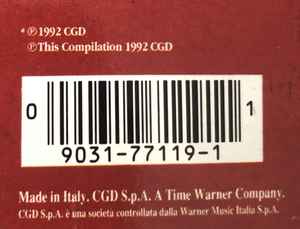 * ℗1992 CGD
℗This Compilation 1992 CGD
0 1
9031-77119-1
Made in Italy. CGD S.p.A. A Time Warner Company.
CGD S.p.A. è una società controllata dalla Warner Music Italia S.p.A.